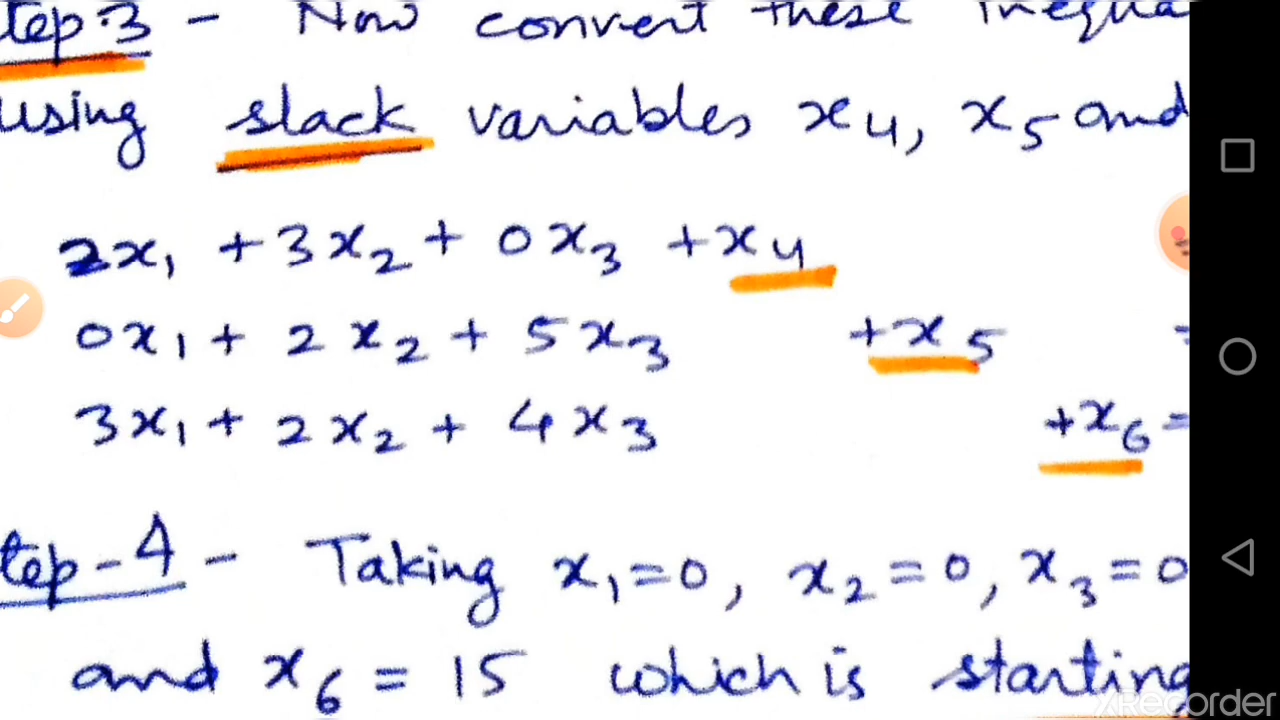 tep-3 - Now convert these inequa
using slack variables x₄, x₅ and
2x₁ + 3x₂ + 0x₃ + x₄
0x₁ + 2x₂ + 5x₃ + x₅ =
3x₁ + 2x₂ + 4x₃ + x₆ =
tep-4 - Taking x₁=0, x₂=0, x₃=0
and x₆ = 15 which is starting
XRecorder